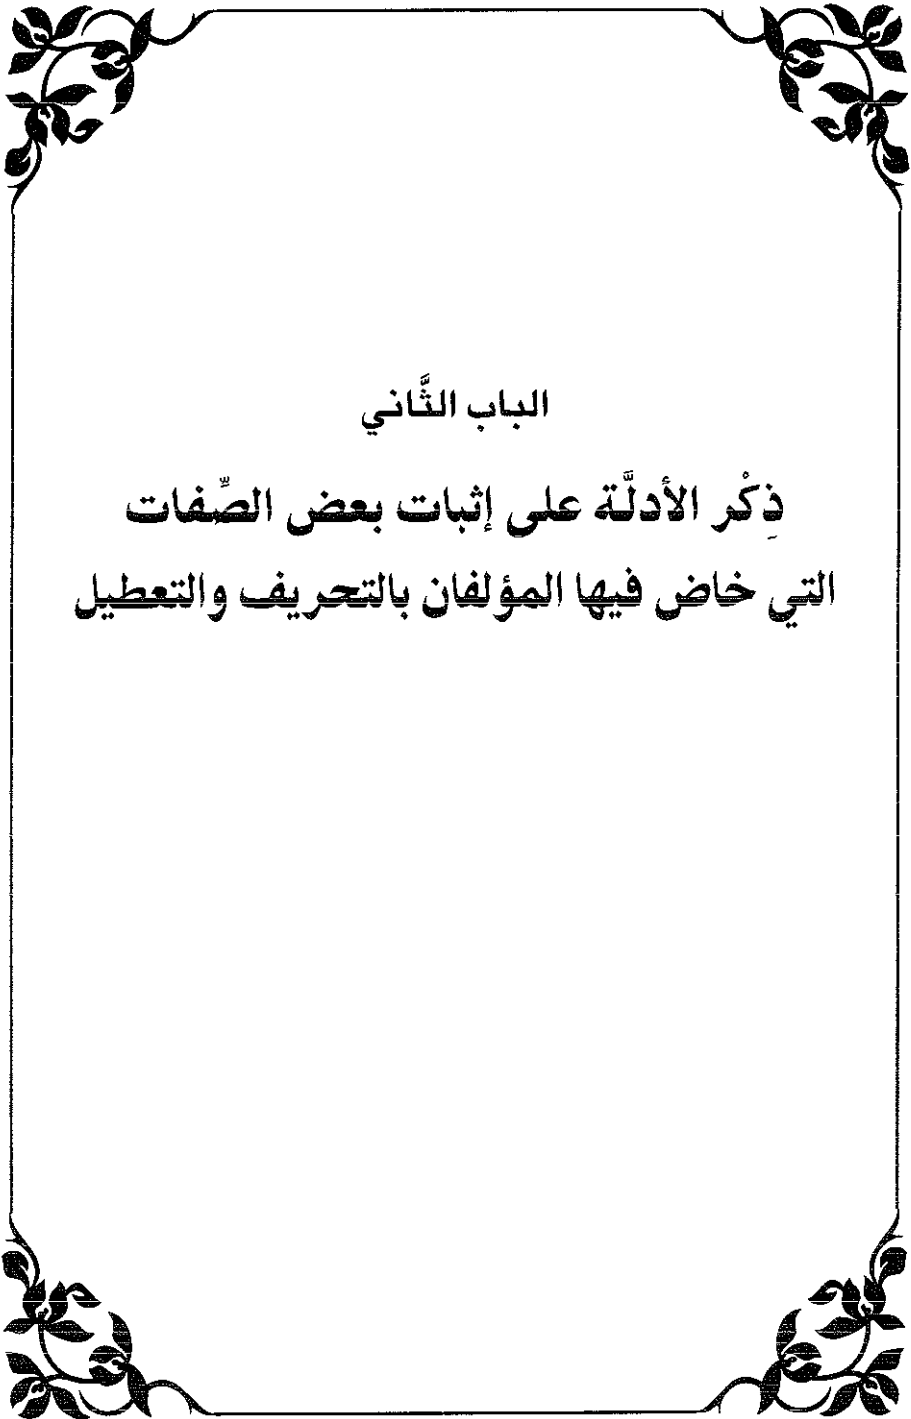 الباب الثَّاني
ذِكْر الأدلَّة على إثبات بعض الصِّفات
التي خاض فيها المؤلفان بالتحريف والتعطيل